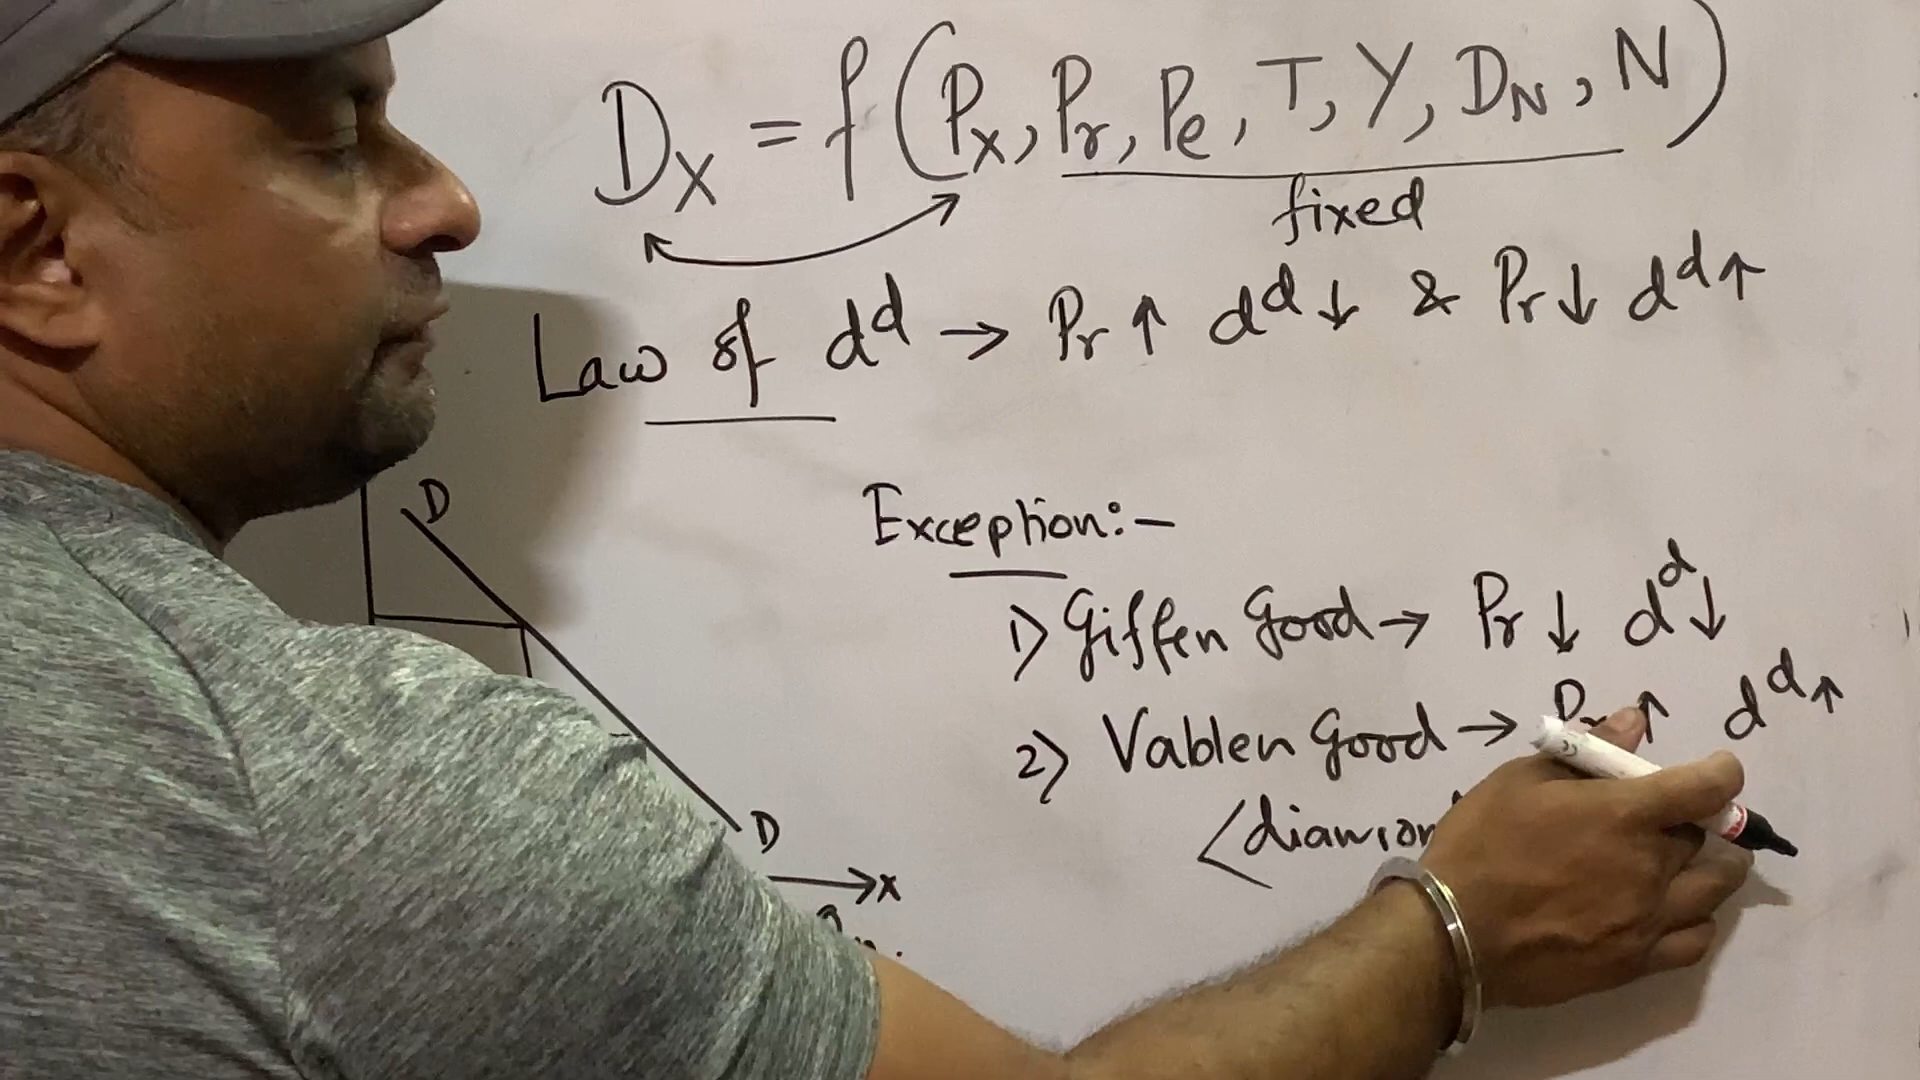 Dx = f(Px, Pr, Pe, T, Y, DN, N)
fixed
Law of dd → Pr ↑ dd ↓ & Pr ↓ dd ↑
D
Exception:-
1) Giffen Good → Pr ↓ dd ↓
2) Vablen Good → Pr ↑ dd ↑
D
→ x